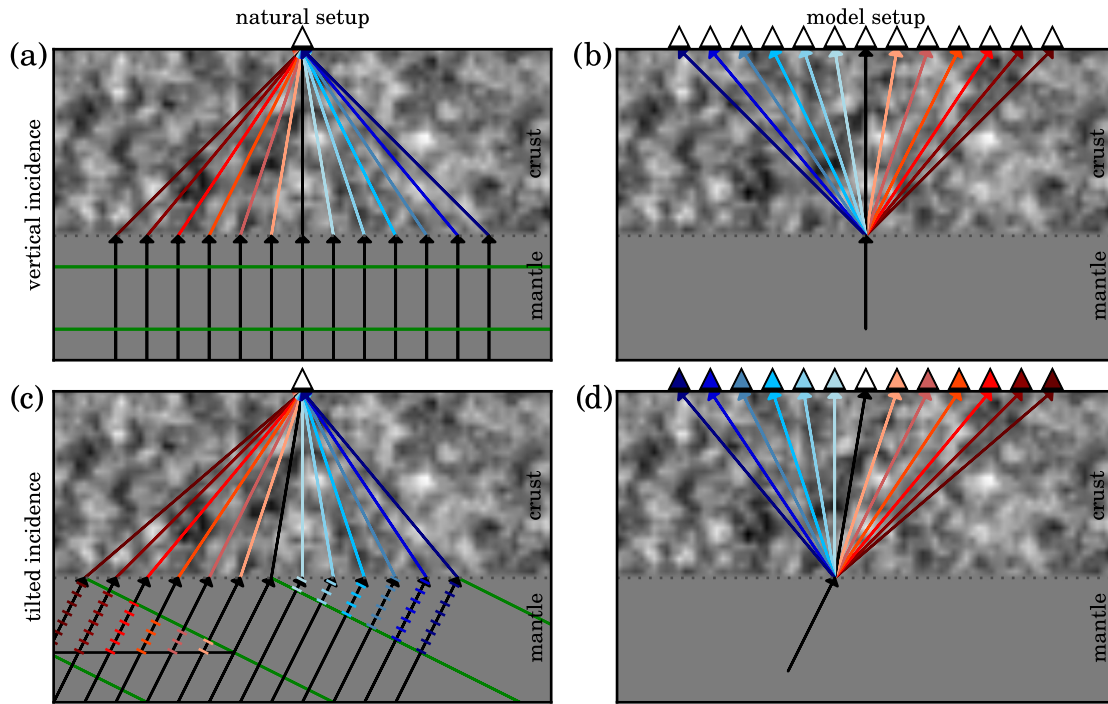 natural setup
model setup
(a)
(b)
vertical incidence
crust
mantle
crust
mantle
(c)
(d)
tilted incidence
crust
mantle
crust
mantle